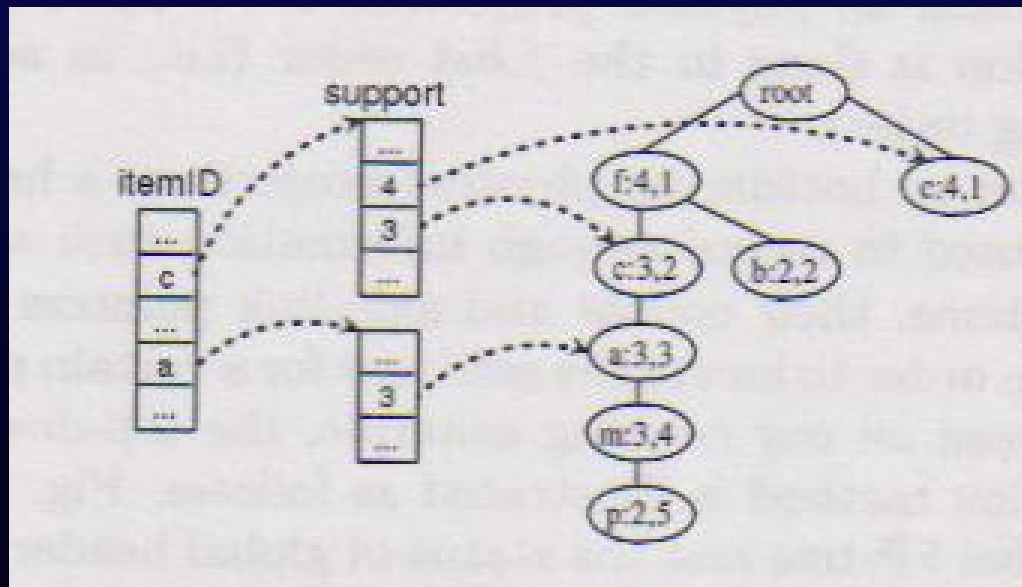 support
itemID
...
4
3
...
...
c
...
a
...
...
3
...
root
f:4,1
c:4,1
c:3,2
b:2,2
a:3,3
m:3,4
p:2,5